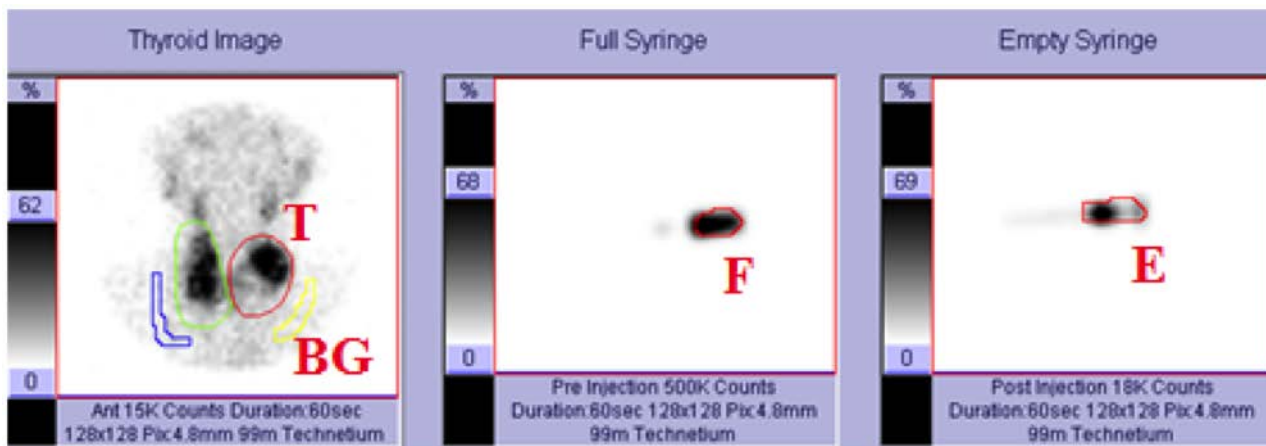 Thyroid Image
Full Syringe
Empty Syringe
%
62
0
T
BG
Ant 15K Counts Duration:60sec
128x128 Pix:4.8mm 99m Technetium
%
68
0
F
Pre Injection 500K Counts
Duration:60sec 128x128 Pix:4.8mm
99m Technetium
%
69
0
E
Post Injection 18K Counts
Duration:60sec 128x128 Pix:4.8mm
99m Technetium